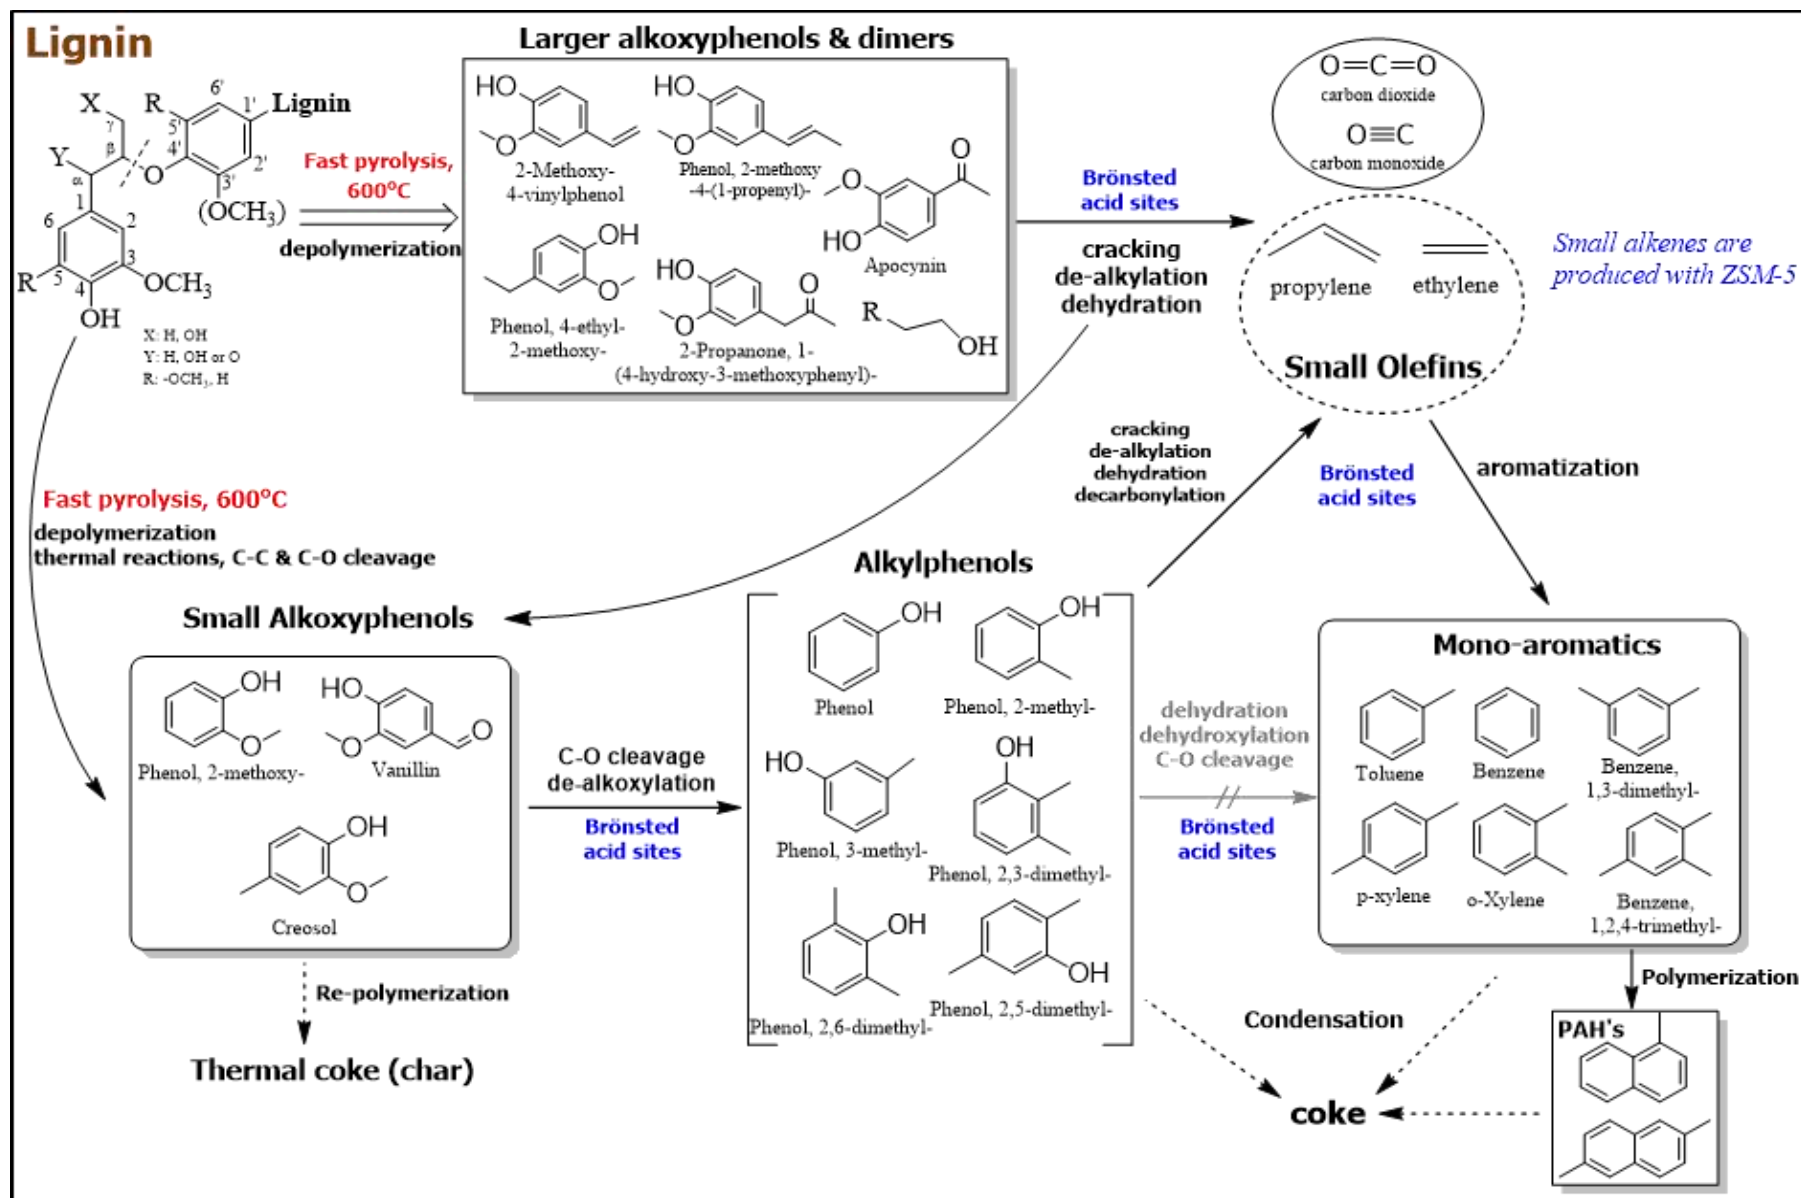 Lignin
X
γ
R
6'
1'
Lignin
5'
β
4'
2'
Y
α
O
3'
(OCH₃)
1
6
2
5
3
R
4
OCH₃
OH
X: H, OH
Y: H, OH or O
R: -OCH₃, H
Fast pyrolysis,
600°C
depolymerization
Larger alkoxyphenols & dimers
HO
O
2-Methoxy-
4-vinylphenol
HO
O
Phenol, 2-methoxy
-4-(1-propenyl)-
O
O
HO
Apocynin
OH
O
Phenol, 4-ethyl-
2-methoxy-
HO
O
O
2-Propanone, 1-
(4-hydroxy-3-methoxyphenyl)-
R
OH
Brönsted
acid sites
cracking
de-alkylation
dehydration
O=C=O
carbon dioxide
O≡C
carbon monoxide
propylene
ethylene
Small Olefins
Small alkenes are
produced with ZSM-5
Fast pyrolysis, 600°C
depolymerization
thermal reactions, C-C & C-O cleavage
cracking
de-alkylation
dehydration
decarbonylation
Brönsted
acid sites
aromatization
Small Alkoxyphenols
OH
O
Phenol, 2-methoxy-
HO
O
O
Vanillin
OH
O
Creosol
Re-polymerization
Thermal coke (char)
C-O cleavage
de-alkoxylation
Brönsted
acid sites
Alkylphenols
OH
Phenol
OH
Phenol, 2-methyl-
HO
Phenol, 3-methyl-
OH
Phenol, 2,3-dimethyl-
OH
Phenol, 2,6-dimethyl-
OH
Phenol, 2,5-dimethyl-
dehydration
dehydroxylation
C-O cleavage
Brönsted
acid sites
Mono-aromatics
Toluene
Benzene
Benzene,
1,3-dimethyl-
p-xylene
o-Xylene
Benzene,
1,2,4-trimethyl-
Polymerization
PAH's
Condensation
coke